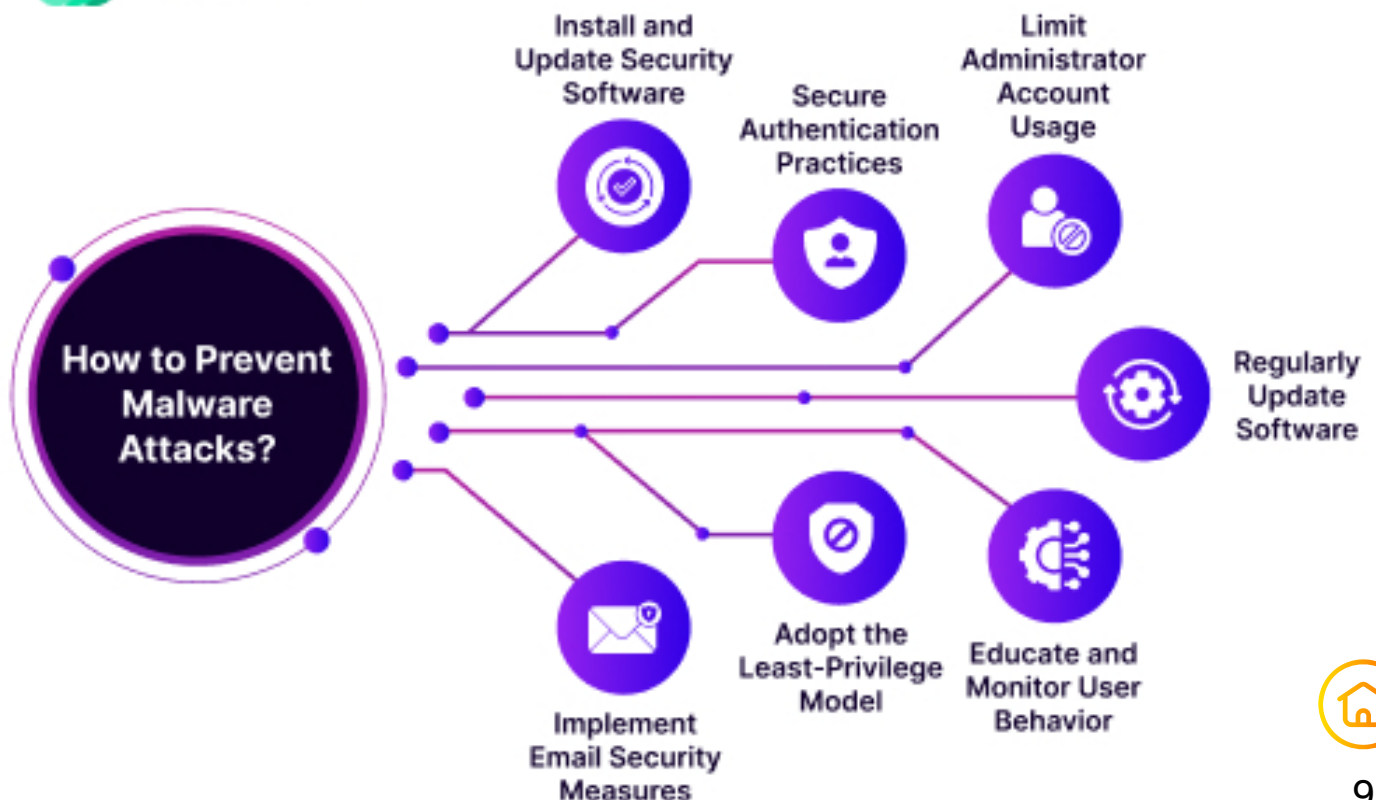 Install and
Update Security
Software
Secure
Authentication
Practices
Limit
Administrator
Account
Usage
How to Prevent
Malware
Attacks?
Regularly
Update
Software
Implement
Email Security
Measures
Adopt the
Least-Privilege
Model
Educate and
Monitor User
Behavior
9